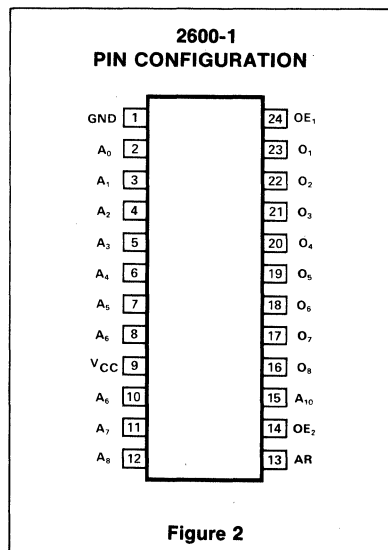 2600-1
PIN CONFIGURATION
GND 1 24 OE₁
A₀ 2 23 O₁
A₁ 3 22 O₂
A₂ 4 21 O₃
A₃ 5 20 O₄
A₄ 6 19 O₅
A₅ 7 18 O₆
A₆ 8 17 O₇
VCC 9 16 O₈
A₆ 10 15 A₁₀
A₇ 11 14 OE₂
A₈ 12 13 AR
Figure 2